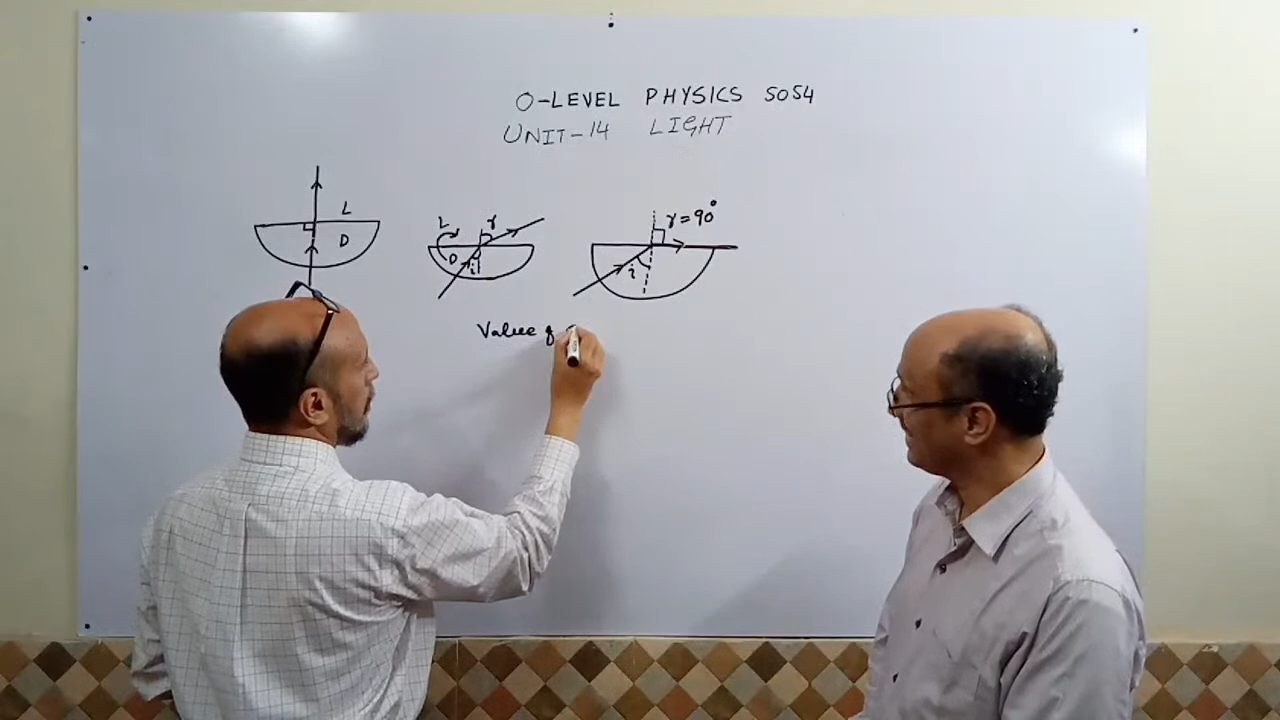 O-LEVEL PHYSICS 5054
UNIT-14 LIGHT
L
D
L
r
D
i
r=90°
i
Value of